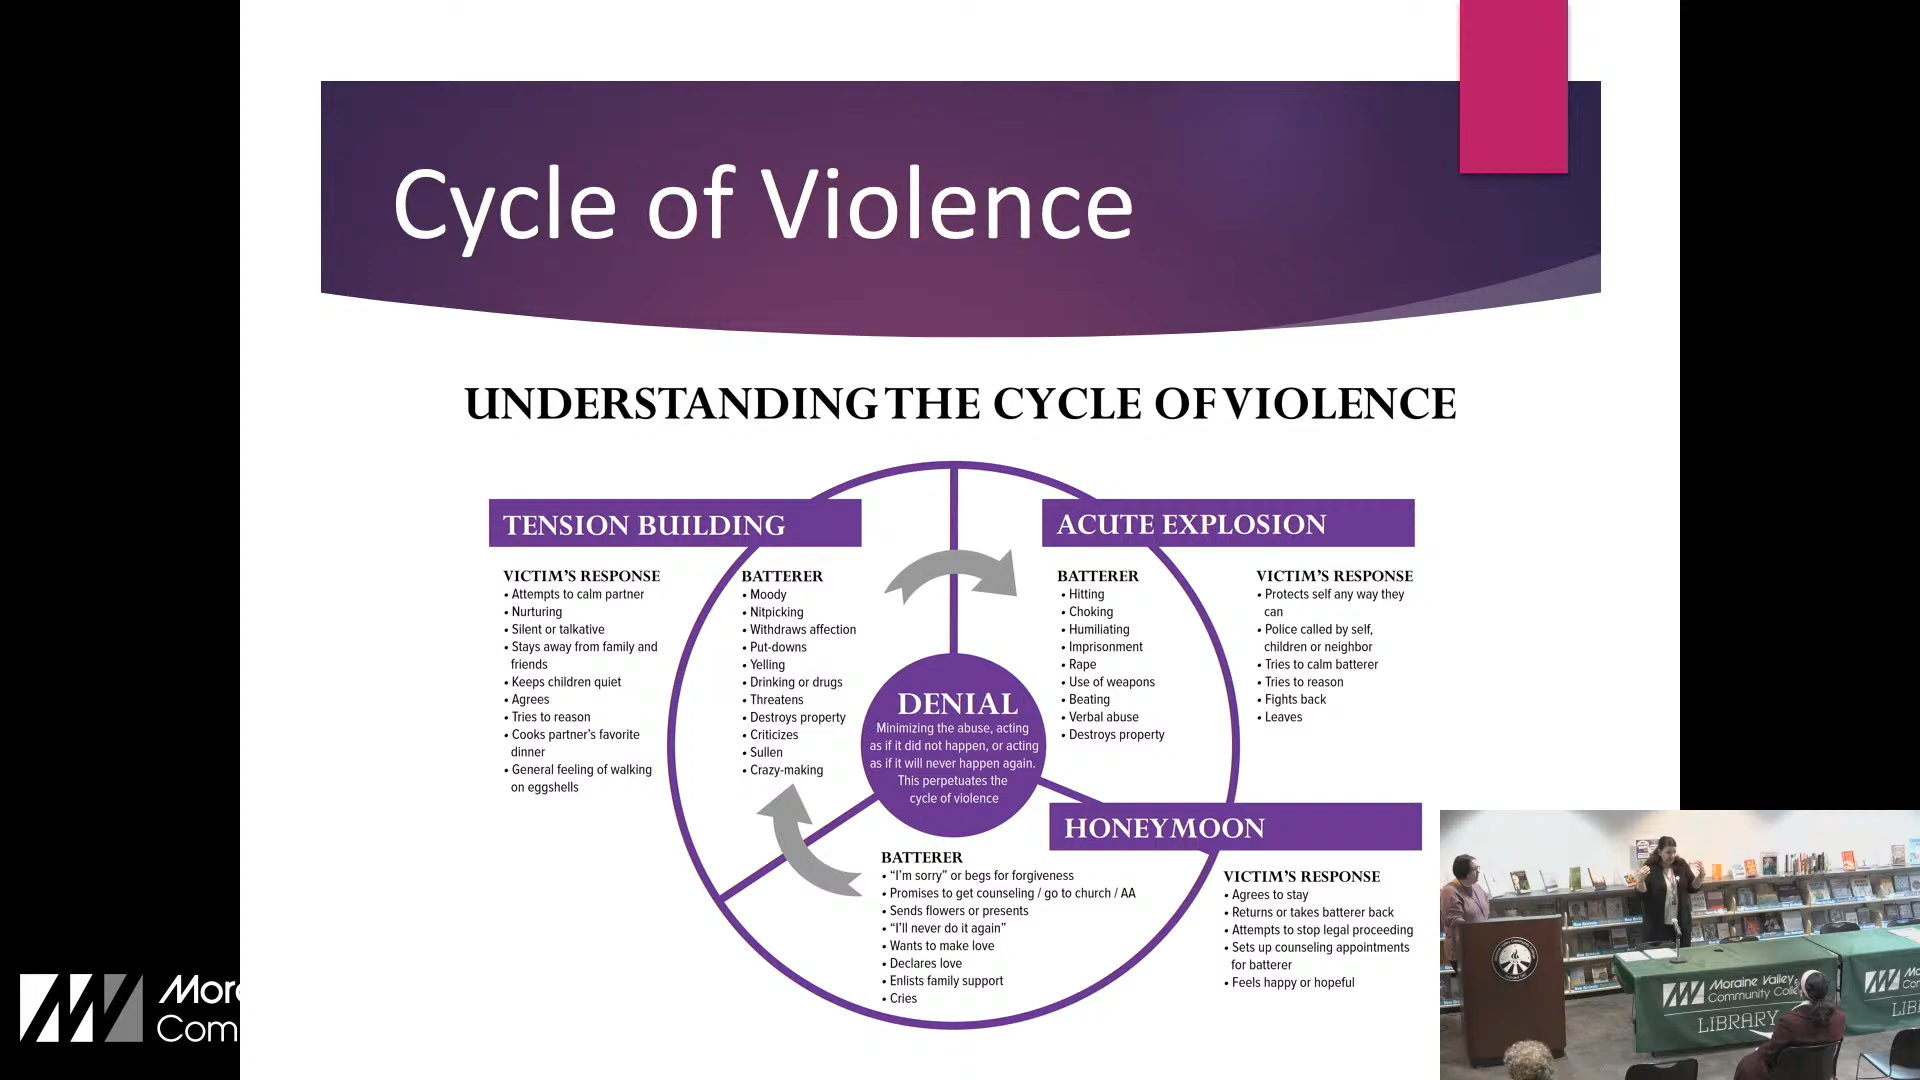 Cycle of Violence
UNDERSTANDING THE CYCLE OF VIOLENCE
TENSION BUILDING
VICTIM'S RESPONSE
• Attempts to calm partner
• Nurturing
• Silent or talkative
• Stays away from family and
friends
• Keeps children quiet
• Agrees
• Tries to reason
• Cooks partner's favorite
dinner
• General feeling of walking
on eggshells
BATTERER
• Moody
• Nitpicking
• Withdraws affection
• Put-downs
• Yelling
• Drinking or drugs
• Threatens
• Destroys property
• Criticizes
• Sullen
• Crazy-making
ACUTE EXPLOSION
BATTERER
• Hitting
• Choking
• Humiliating
• Imprisonment
• Rape
• Use of weapons
• Beating
• Verbal abuse
• Destroys property
VICTIM'S RESPONSE
• Protects self any way they
can
• Police called by self,
children or neighbor
• Tries to calm batterer
• Tries to reason
• Fights back
• Leaves
DENIAL
Minimizing the abuse, acting
as if it did not happen, or acting
as if it will never happen again.
This perpetuates the
cycle of violence
HONEYMOON
BATTERER
• “I'm sorry” or begs for forgiveness
• Promises to get counseling / go to church / AA
• Sends flowers or presents
• “I'll never do it again”
• Wants to make love
• Declares love
• Enlists family support
• Cries
VICTIM'S RESPONSE
• Agrees to stay
• Returns or takes batterer back
• Attempts to stop legal proceeding
• Sets up counseling appointments
for batterer
• Feels happy or hopeful
Mor
Com
Moraine Valley
Community Colle
LIBRARY
Mo
Com
LIB